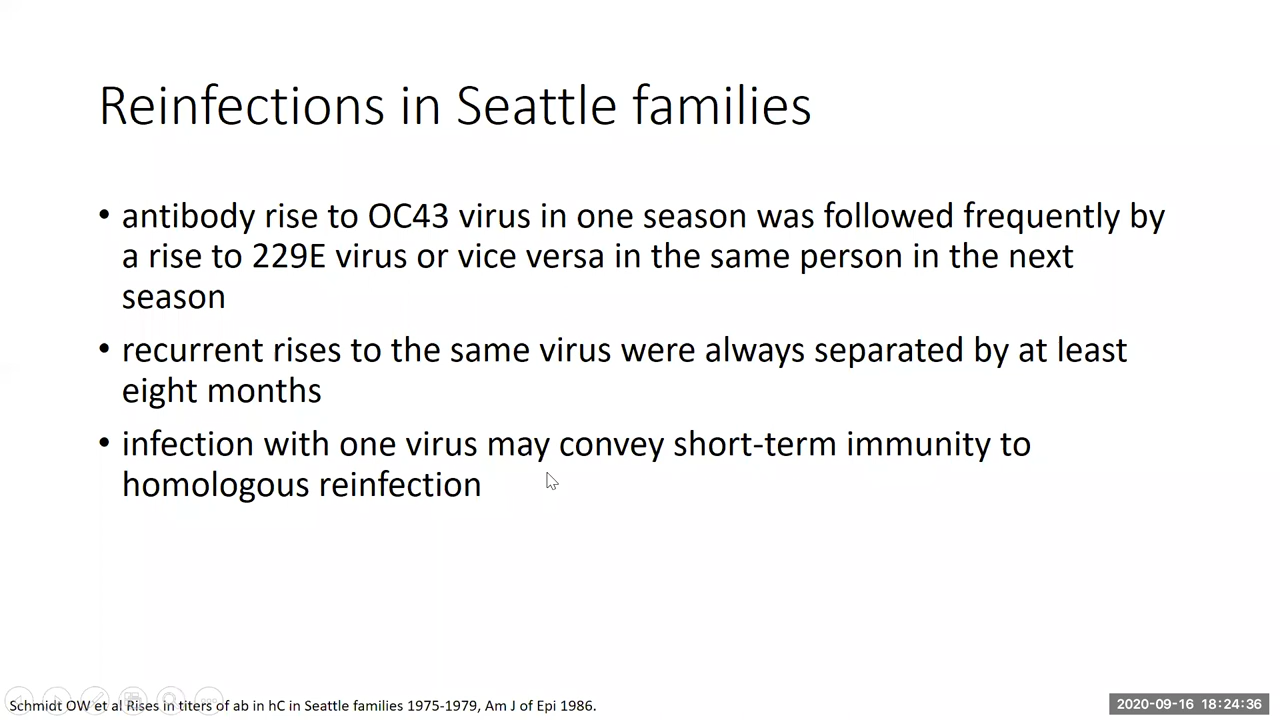 Reinfections in Seattle families
• antibody rise to OC43 virus in one season was followed frequently by
a rise to 229E virus or vice versa in the same person in the next
season
• recurrent rises to the same virus were always separated by at least
eight months
• infection with one virus may convey short-term immunity to
homologous reinfection
Schmidt OW et al Rises in titers of ab in hC in Seattle families 1975-1979, Am J of Epi 1986.
2020-09-16 18:24:36